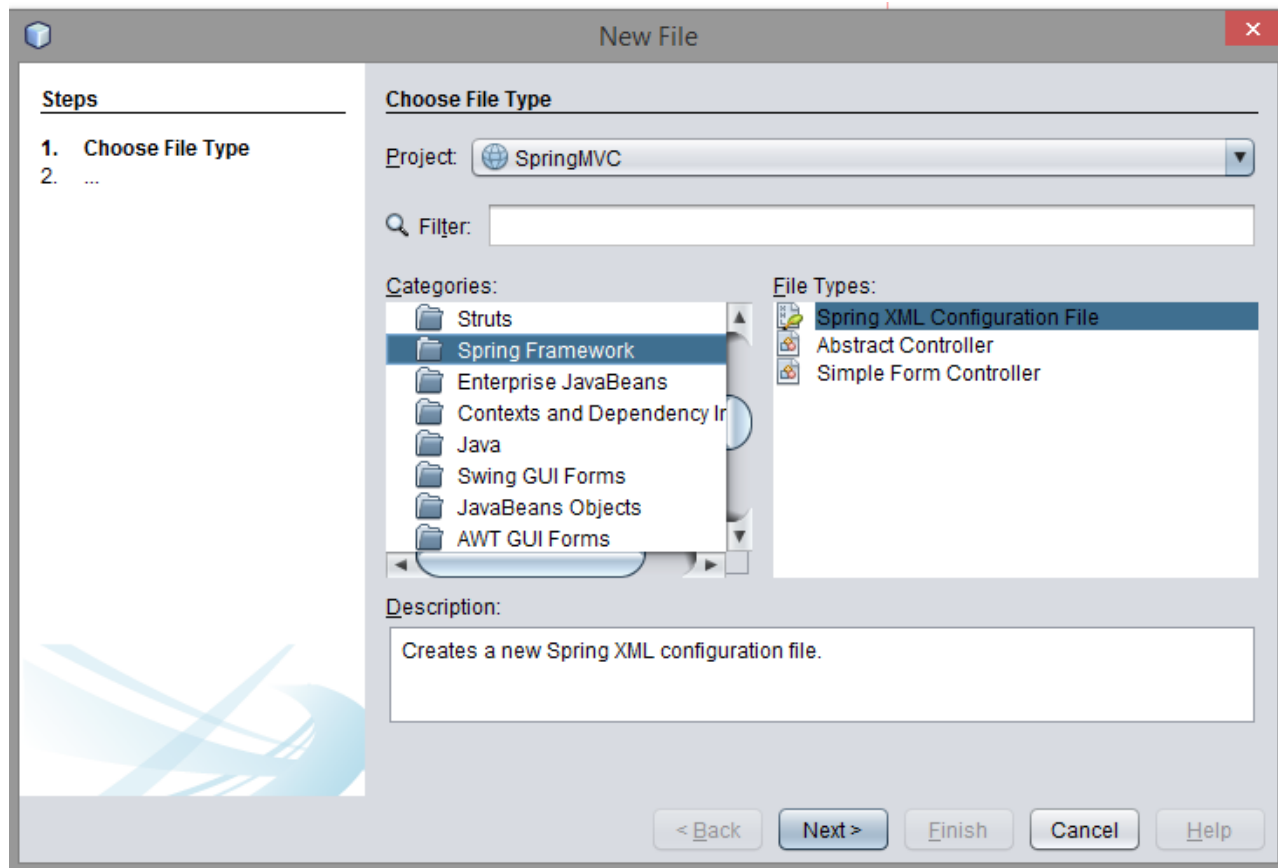 New File
Steps
1. Choose File Type
2. ...
Choose File Type
Project: SpringMVC
Filter:
Categories:
Struts
Spring Framework
Enterprise JavaBeans
Contexts and Dependency
Java
Swing GUI Forms
JavaBeans Objects
AWT GUI Forms
File Types:
Spring XML Configuration File
Abstract Controller
Simple Form Controller
Description:
Creates a new Spring XML configuration file.
< Back Next > Finish Cancel Help